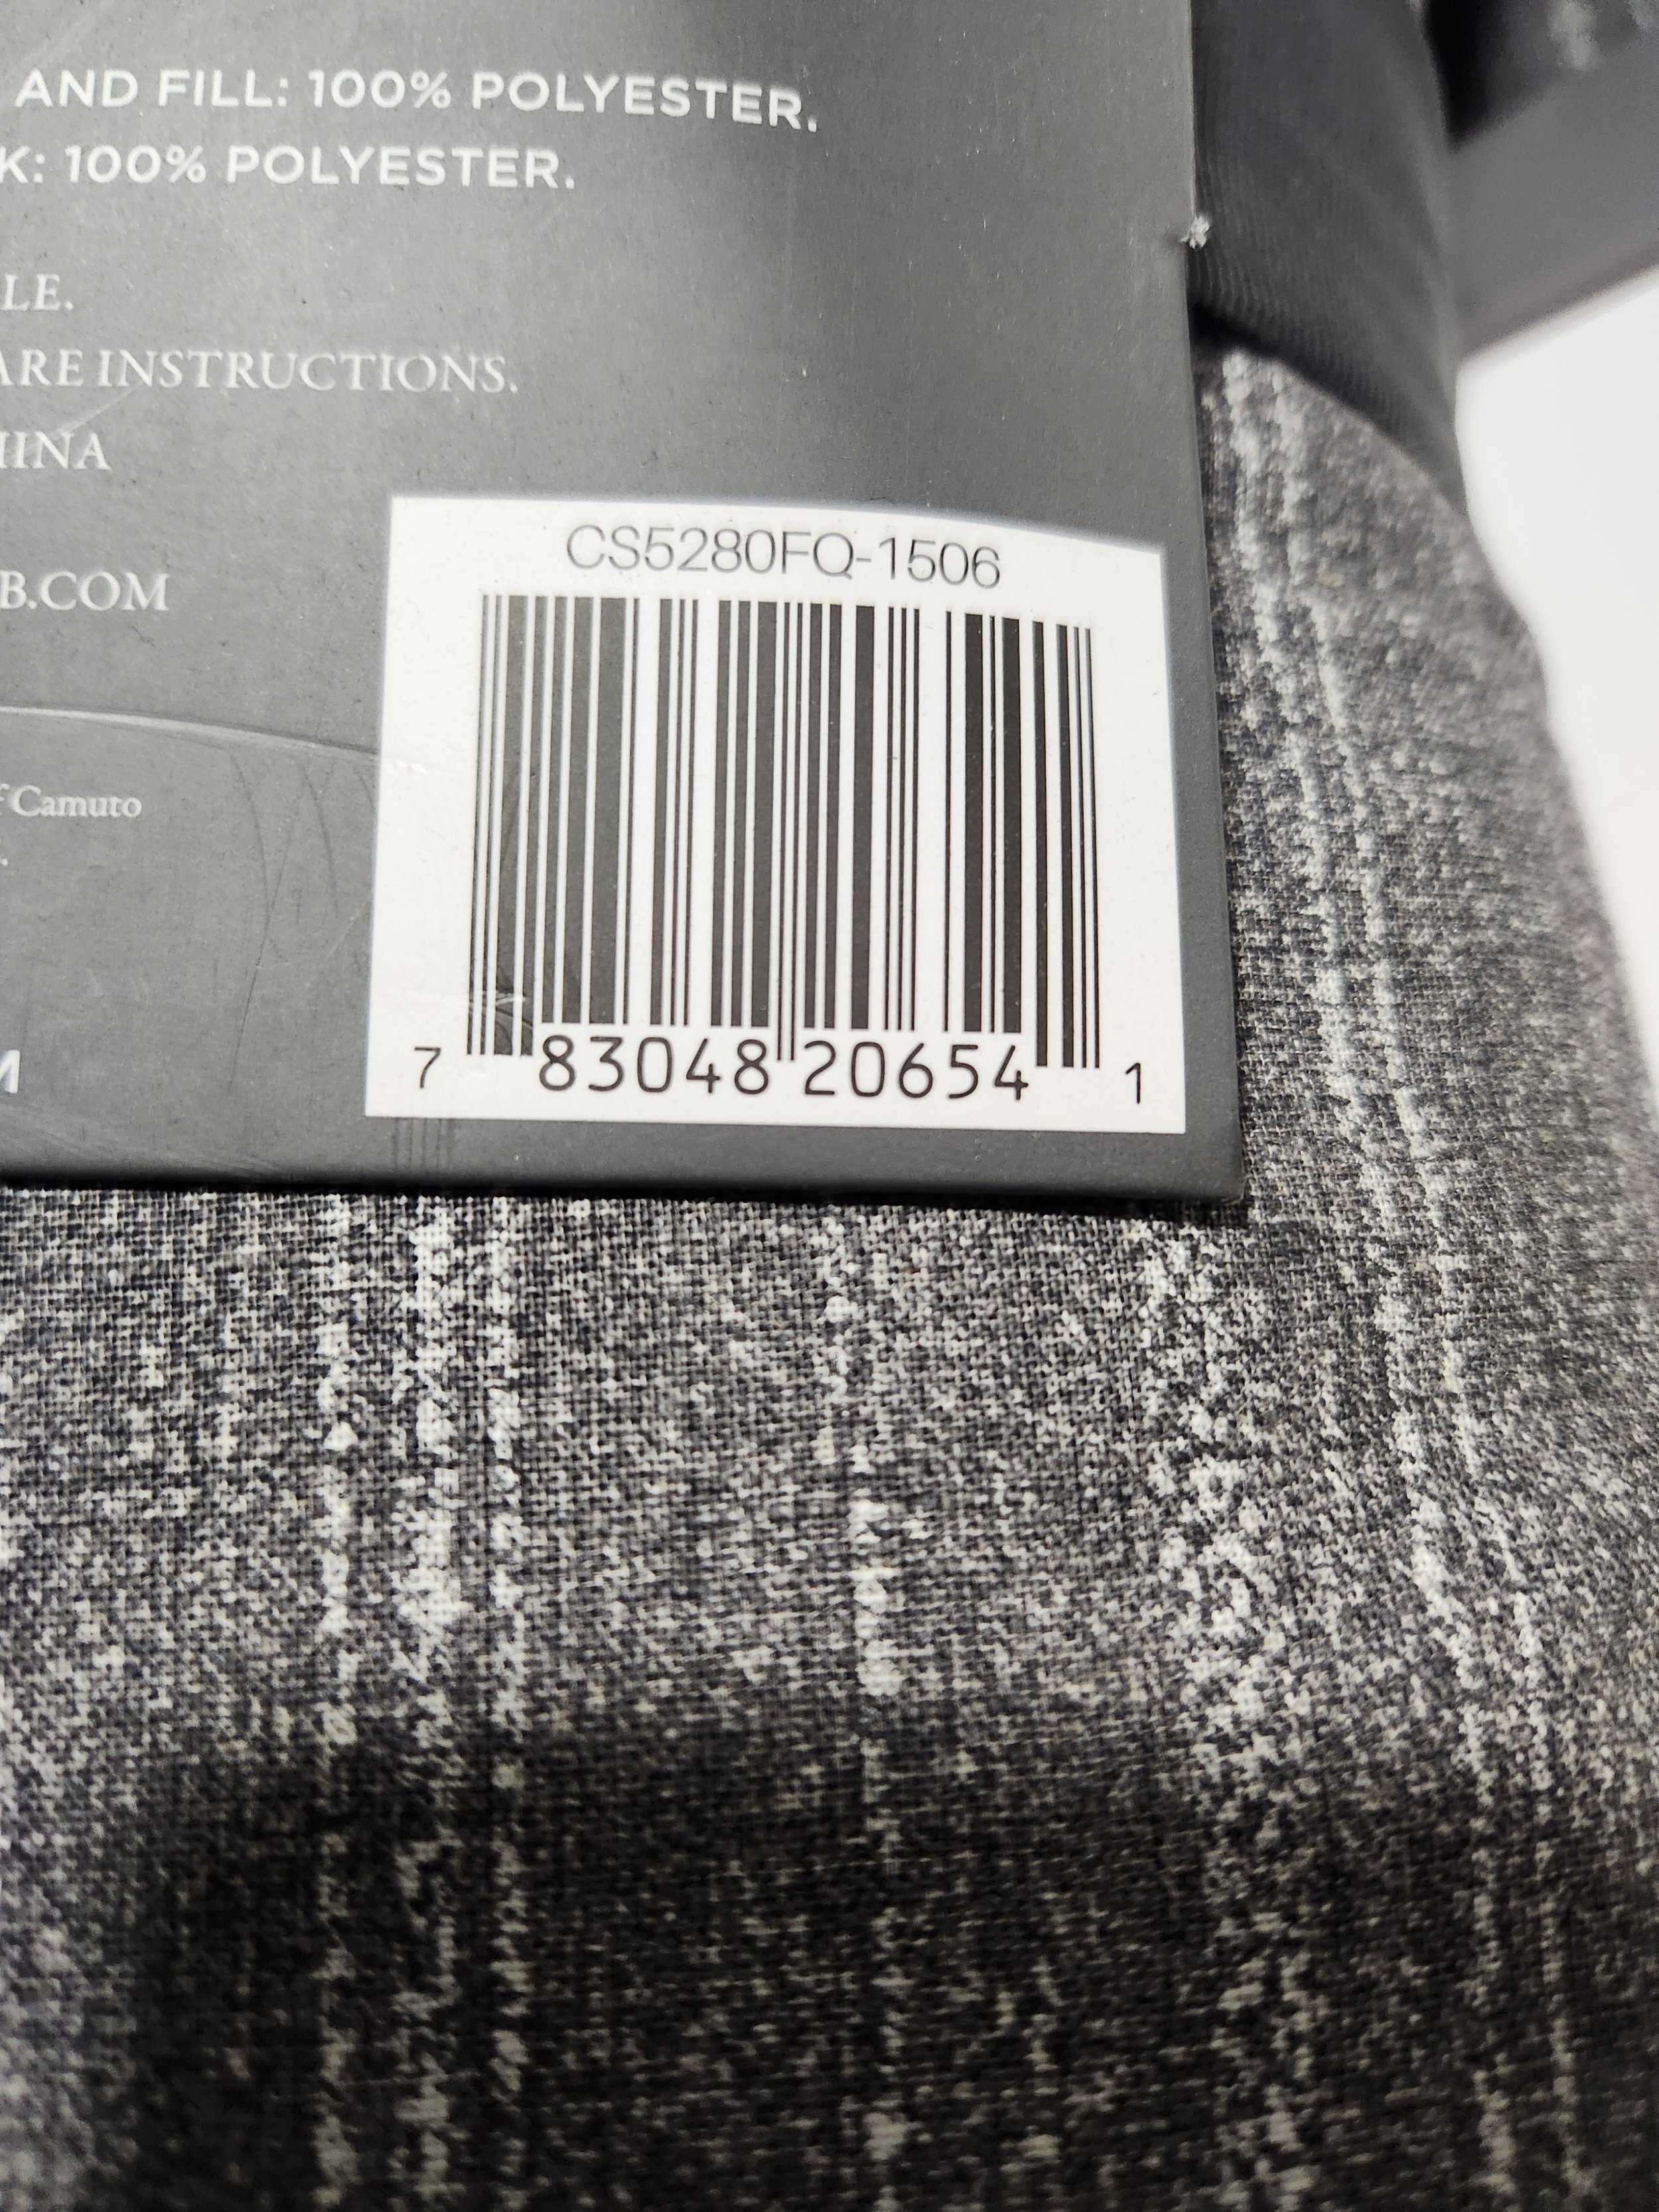 AND FILL: 100% POLYESTER.
K: 100% POLYESTER.
LE.
ARE INSTRUCTIONS.
HINA
B.COM
f Camuto
CS5280FQ-1506
7 83048 20654 1
M